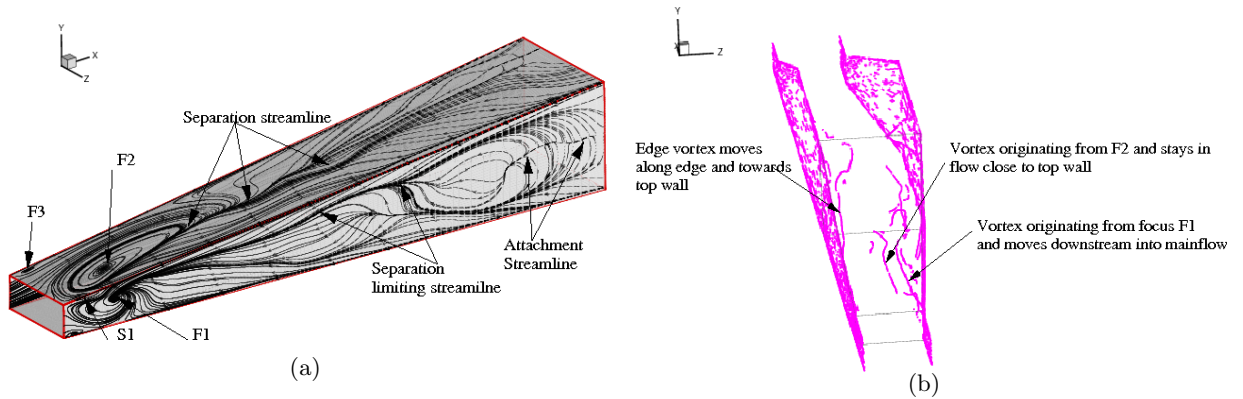 Y
X
Z
Separation streamline
F2
F3
S1
F1
Separation
limiting streamilne
Attachment
Streamline
(a)
Y
X
Z
Edge vortex moves
along edge and towards
top wall
Vortex originating from F2 and stays in
flow close to top wall
Vortex originating from focus F1
and moves downstream into mainflow
(b)